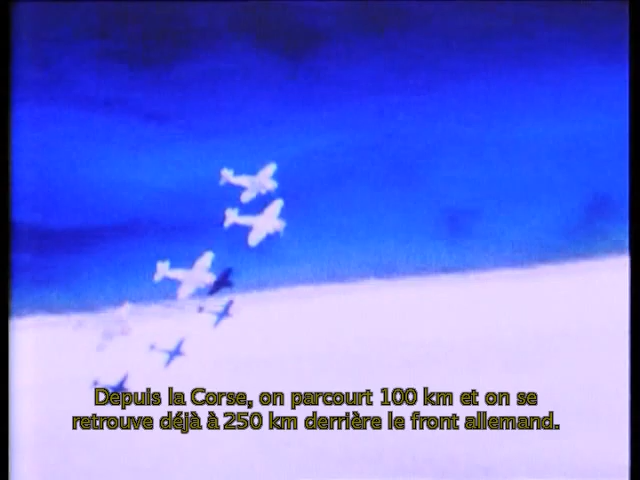 Depuis la Corse, on parcourt 100 km et on se
retrouve déjà à 250 km derrière le front allemand.